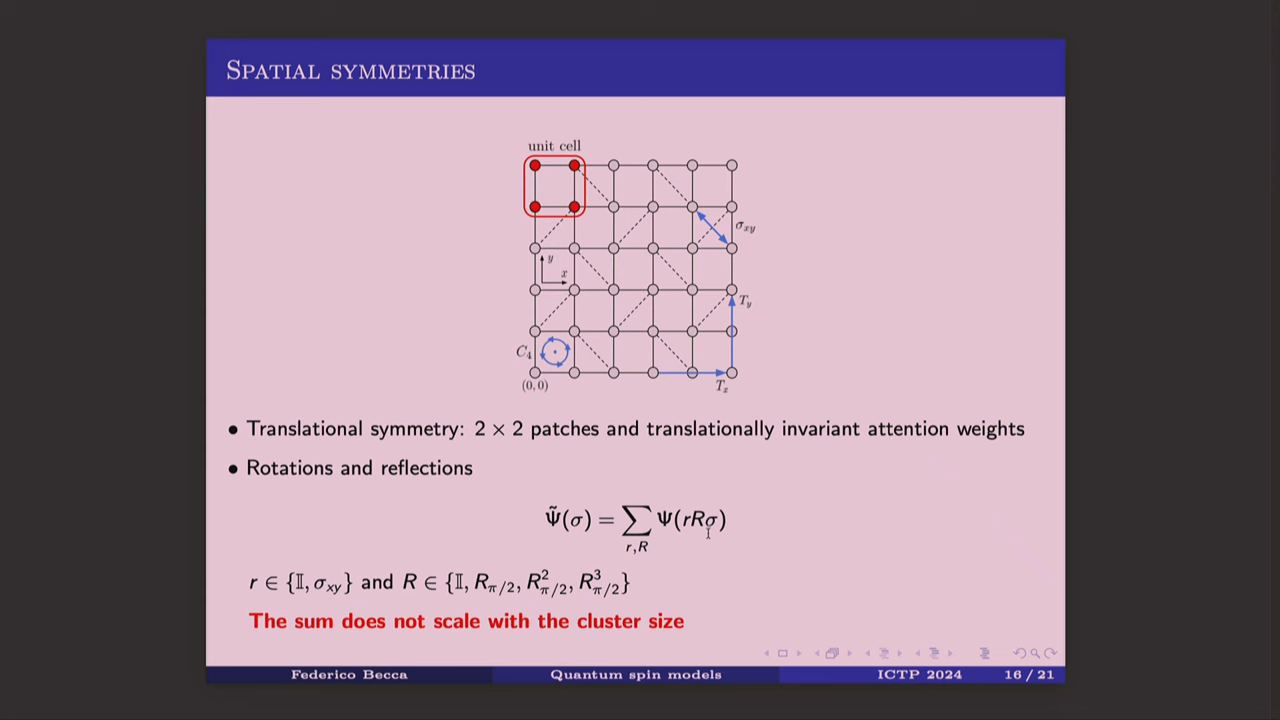 SPATIAL SYMMETRIES
unit cell
σxy
y
x
Ty
C4
(0, 0)
Tx
• Translational symmetry: 2 × 2 patches and translationally invariant attention weights
• Rotations and reflections
Ψ̃(σ) = ∑r,R Ψ(rRσ)
r ∈ {𝕀, σxy} and R ∈ {𝕀, Rπ/2, R²π/2, R³π/2}
The sum does not scale with the cluster size
Federico Becca Quantum spin models ICTP 2024 16 / 21